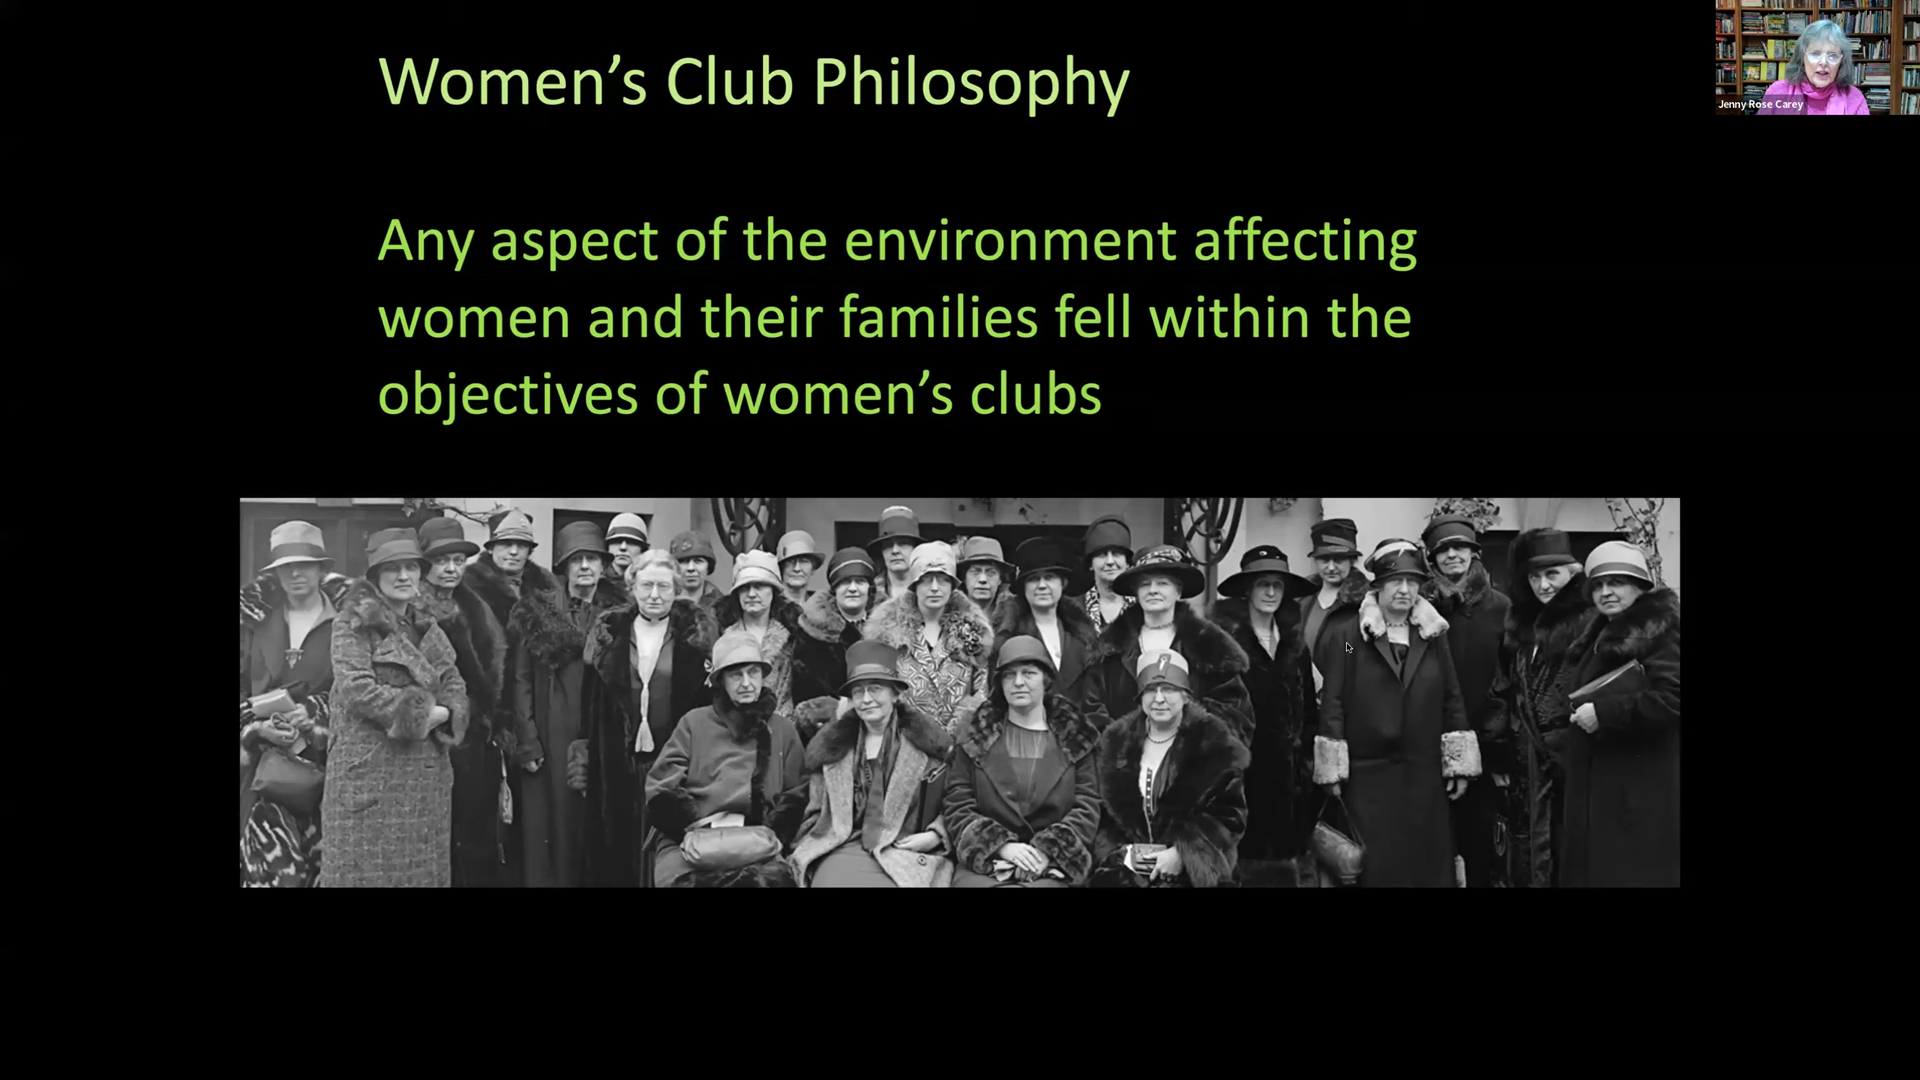 Women’s Club Philosophy
Jenny Rose Carey
Any aspect of the environment affecting
women and their families fell within the
objectives of women’s clubs